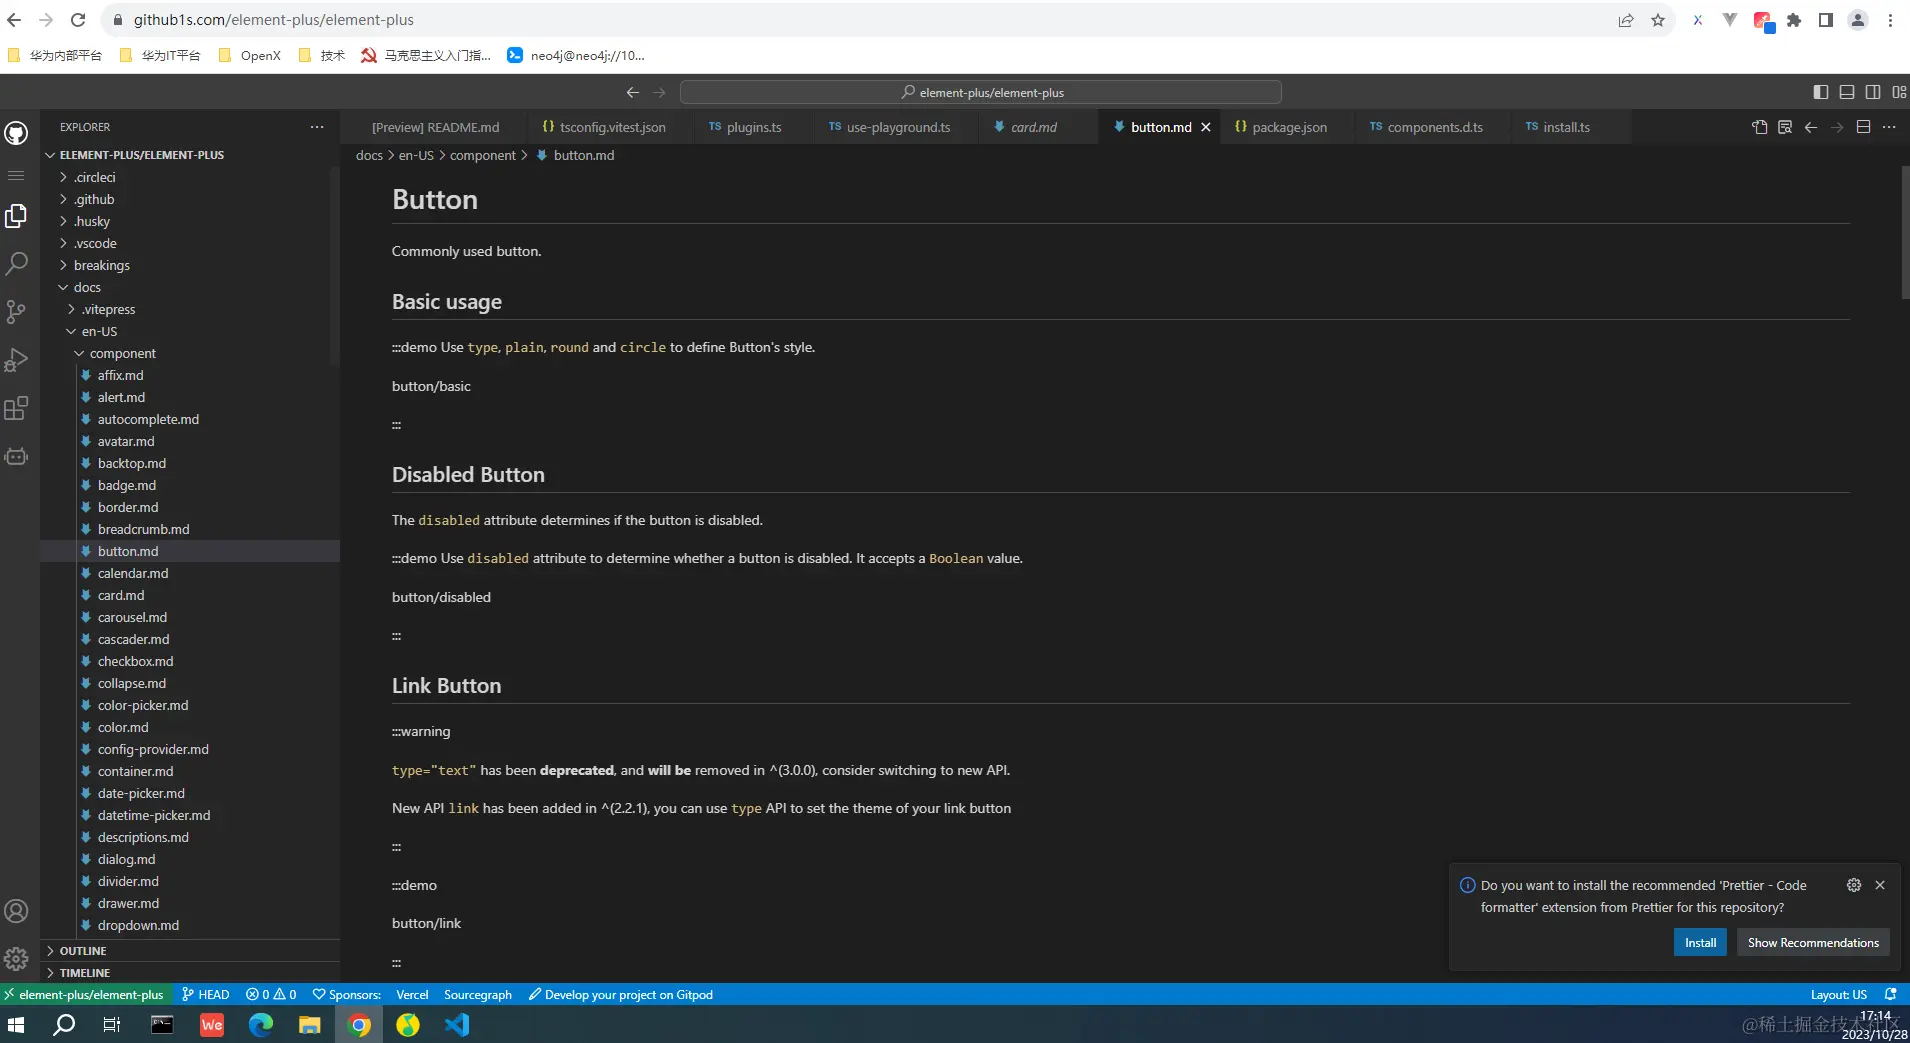 github1s.com/element-plus/element-plus
华为内部平台 华为IT平台 OpenX 技术 马克思主义入门指... neo4j@neo4j://10...
element-plus/element-plus
EXPLORER
[Preview] README.md tsconfig.vitest.json TS plugins.ts TS use-playground.ts card.md button.md package.json TS components.d.ts TS install.ts
docs > en-US > component > button.md
ELEMENT-PLUS/ELEMENT-PLUS
.circleci
.github
.husky
.vscode
breakings
docs
.vitepress
en-US
component
affix.md
alert.md
autocomplete.md
avatar.md
backtop.md
badge.md
border.md
breadcrumb.md
button.md
calendar.md
card.md
carousel.md
cascader.md
checkbox.md
collapse.md
color-picker.md
color.md
config-provider.md
container.md
date-picker.md
datetime-picker.md
descriptions.md
dialog.md
divider.md
drawer.md
dropdown.md
OUTLINE
TIMELINE
Button
Commonly used button.
Basic usage
:::demo Use type, plain, round and circle to define Button's style.
button/basic
:::
Disabled Button
The disabled attribute determines if the button is disabled.
:::demo Use disabled attribute to determine whether a button is disabled. It accepts a Boolean value.
button/disabled
:::
Link Button
:::warning
type="text" has been deprecated, and will be removed in ^(3.0.0), consider switching to new API.
New API link has been added in ^(2.2.1), you can use type API to set the theme of your link button
:::
:::demo
button/link
:::
Do you want to install the recommended 'Prettier - Code
formatter' extension from Prettier for this repository?
Install Show Recommendations
element-plus/element-plus HEAD 0 0 Sponsors: Vercel Sourcegraph Develop your project on Gitpod Layout: US
We
17:14
@稀土掘金技术社区
2023/10/28